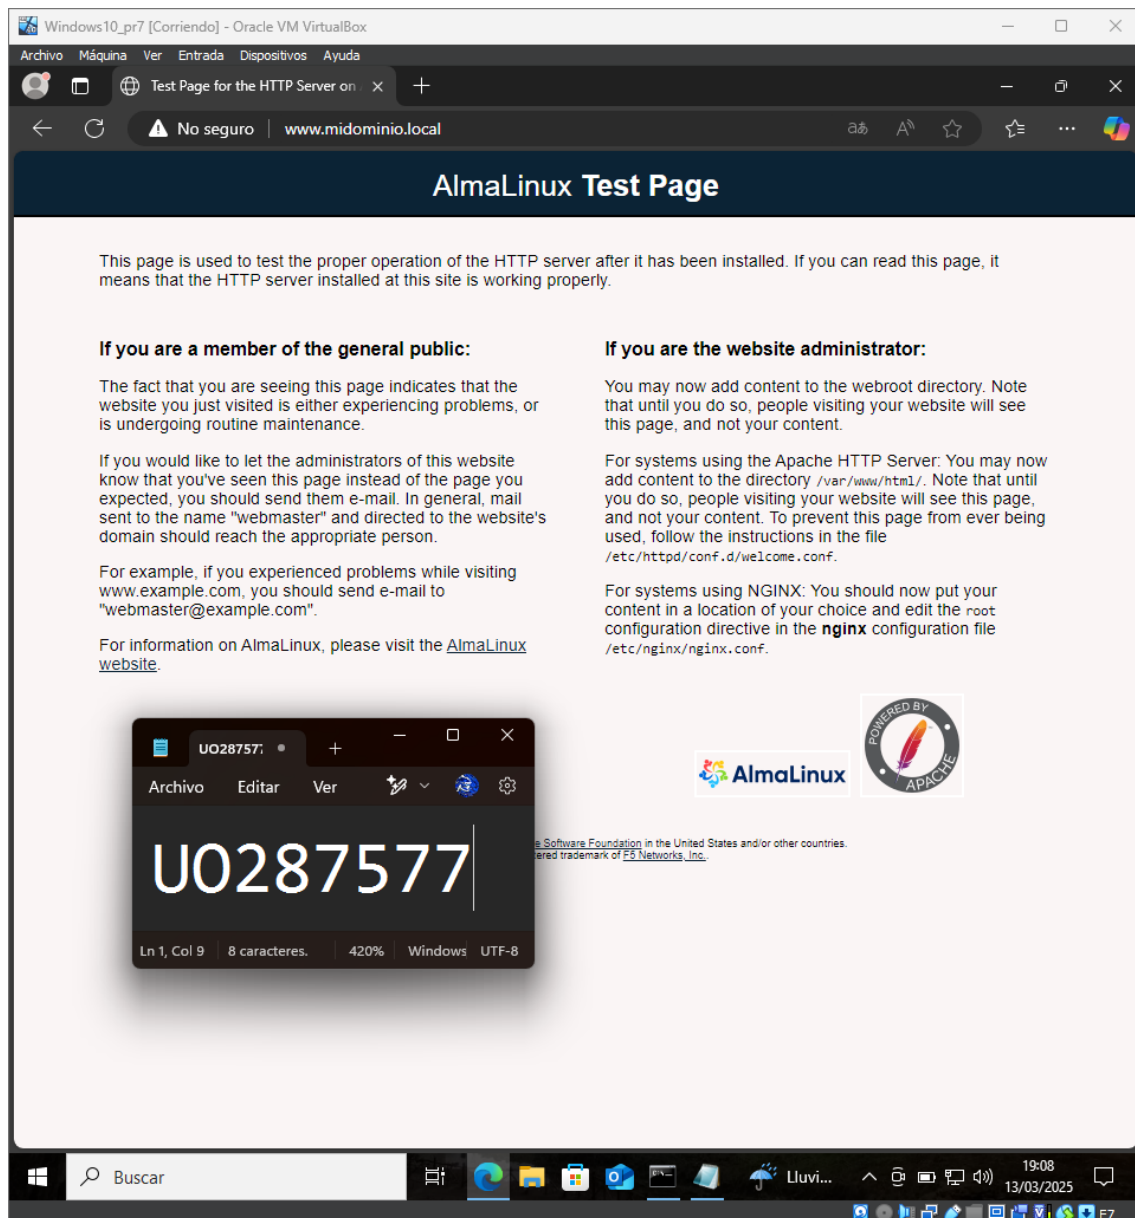 Windows10_pr7 [Corriendo] - Oracle VM VirtualBox
Archivo Máquina Ver Entrada Dispositivos Ayuda
Test Page for the HTTP Server on
No seguro www.midominio.local
AlmaLinux Test Page
This page is used to test the proper operation of the HTTP server after it has been installed. If you can read this page, it
means that the HTTP server installed at this site is working properly.
If you are a member of the general public:
The fact that you are seeing this page indicates that the
website you just visited is either experiencing problems, or
is undergoing routine maintenance.
If you would like to let the administrators of this website
know that you've seen this page instead of the page you
expected, you should send them e-mail. In general, mail
sent to the name "webmaster" and directed to the website's
domain should reach the appropriate person.
For example, if you experienced problems while visiting
www.example.com, you should send e-mail to
"webmaster@example.com".
For information on AlmaLinux, please visit the AlmaLinux
website.
If you are the website administrator:
You may now add content to the webroot directory. Note
that until you do so, people visiting your website will see
this page, and not your content.
For systems using the Apache HTTP Server: You may now
add content to the directory /var/www/html/. Note that until
you do so, people visiting your website will see this page,
and not your content. To prevent this page from ever being
used, follow the instructions in the file
/etc/httpd/conf.d/welcome.conf.
For systems using NGINX: You should now put your
content in a location of your choice and edit the root
configuration directive in the nginx configuration file
/etc/nginx/nginx.conf.
AlmaLinux
POWERED BY
APACHE
e Software Foundation in the United States and/or other countries.
ered trademark of F5 Networks, Inc..
UO287577
Archivo Editar Ver
UO287577
Ln 1, Col 9 8 caracteres. 420% Windows UTF-8
Buscar
Lluvi...
19:08
13/03/2025